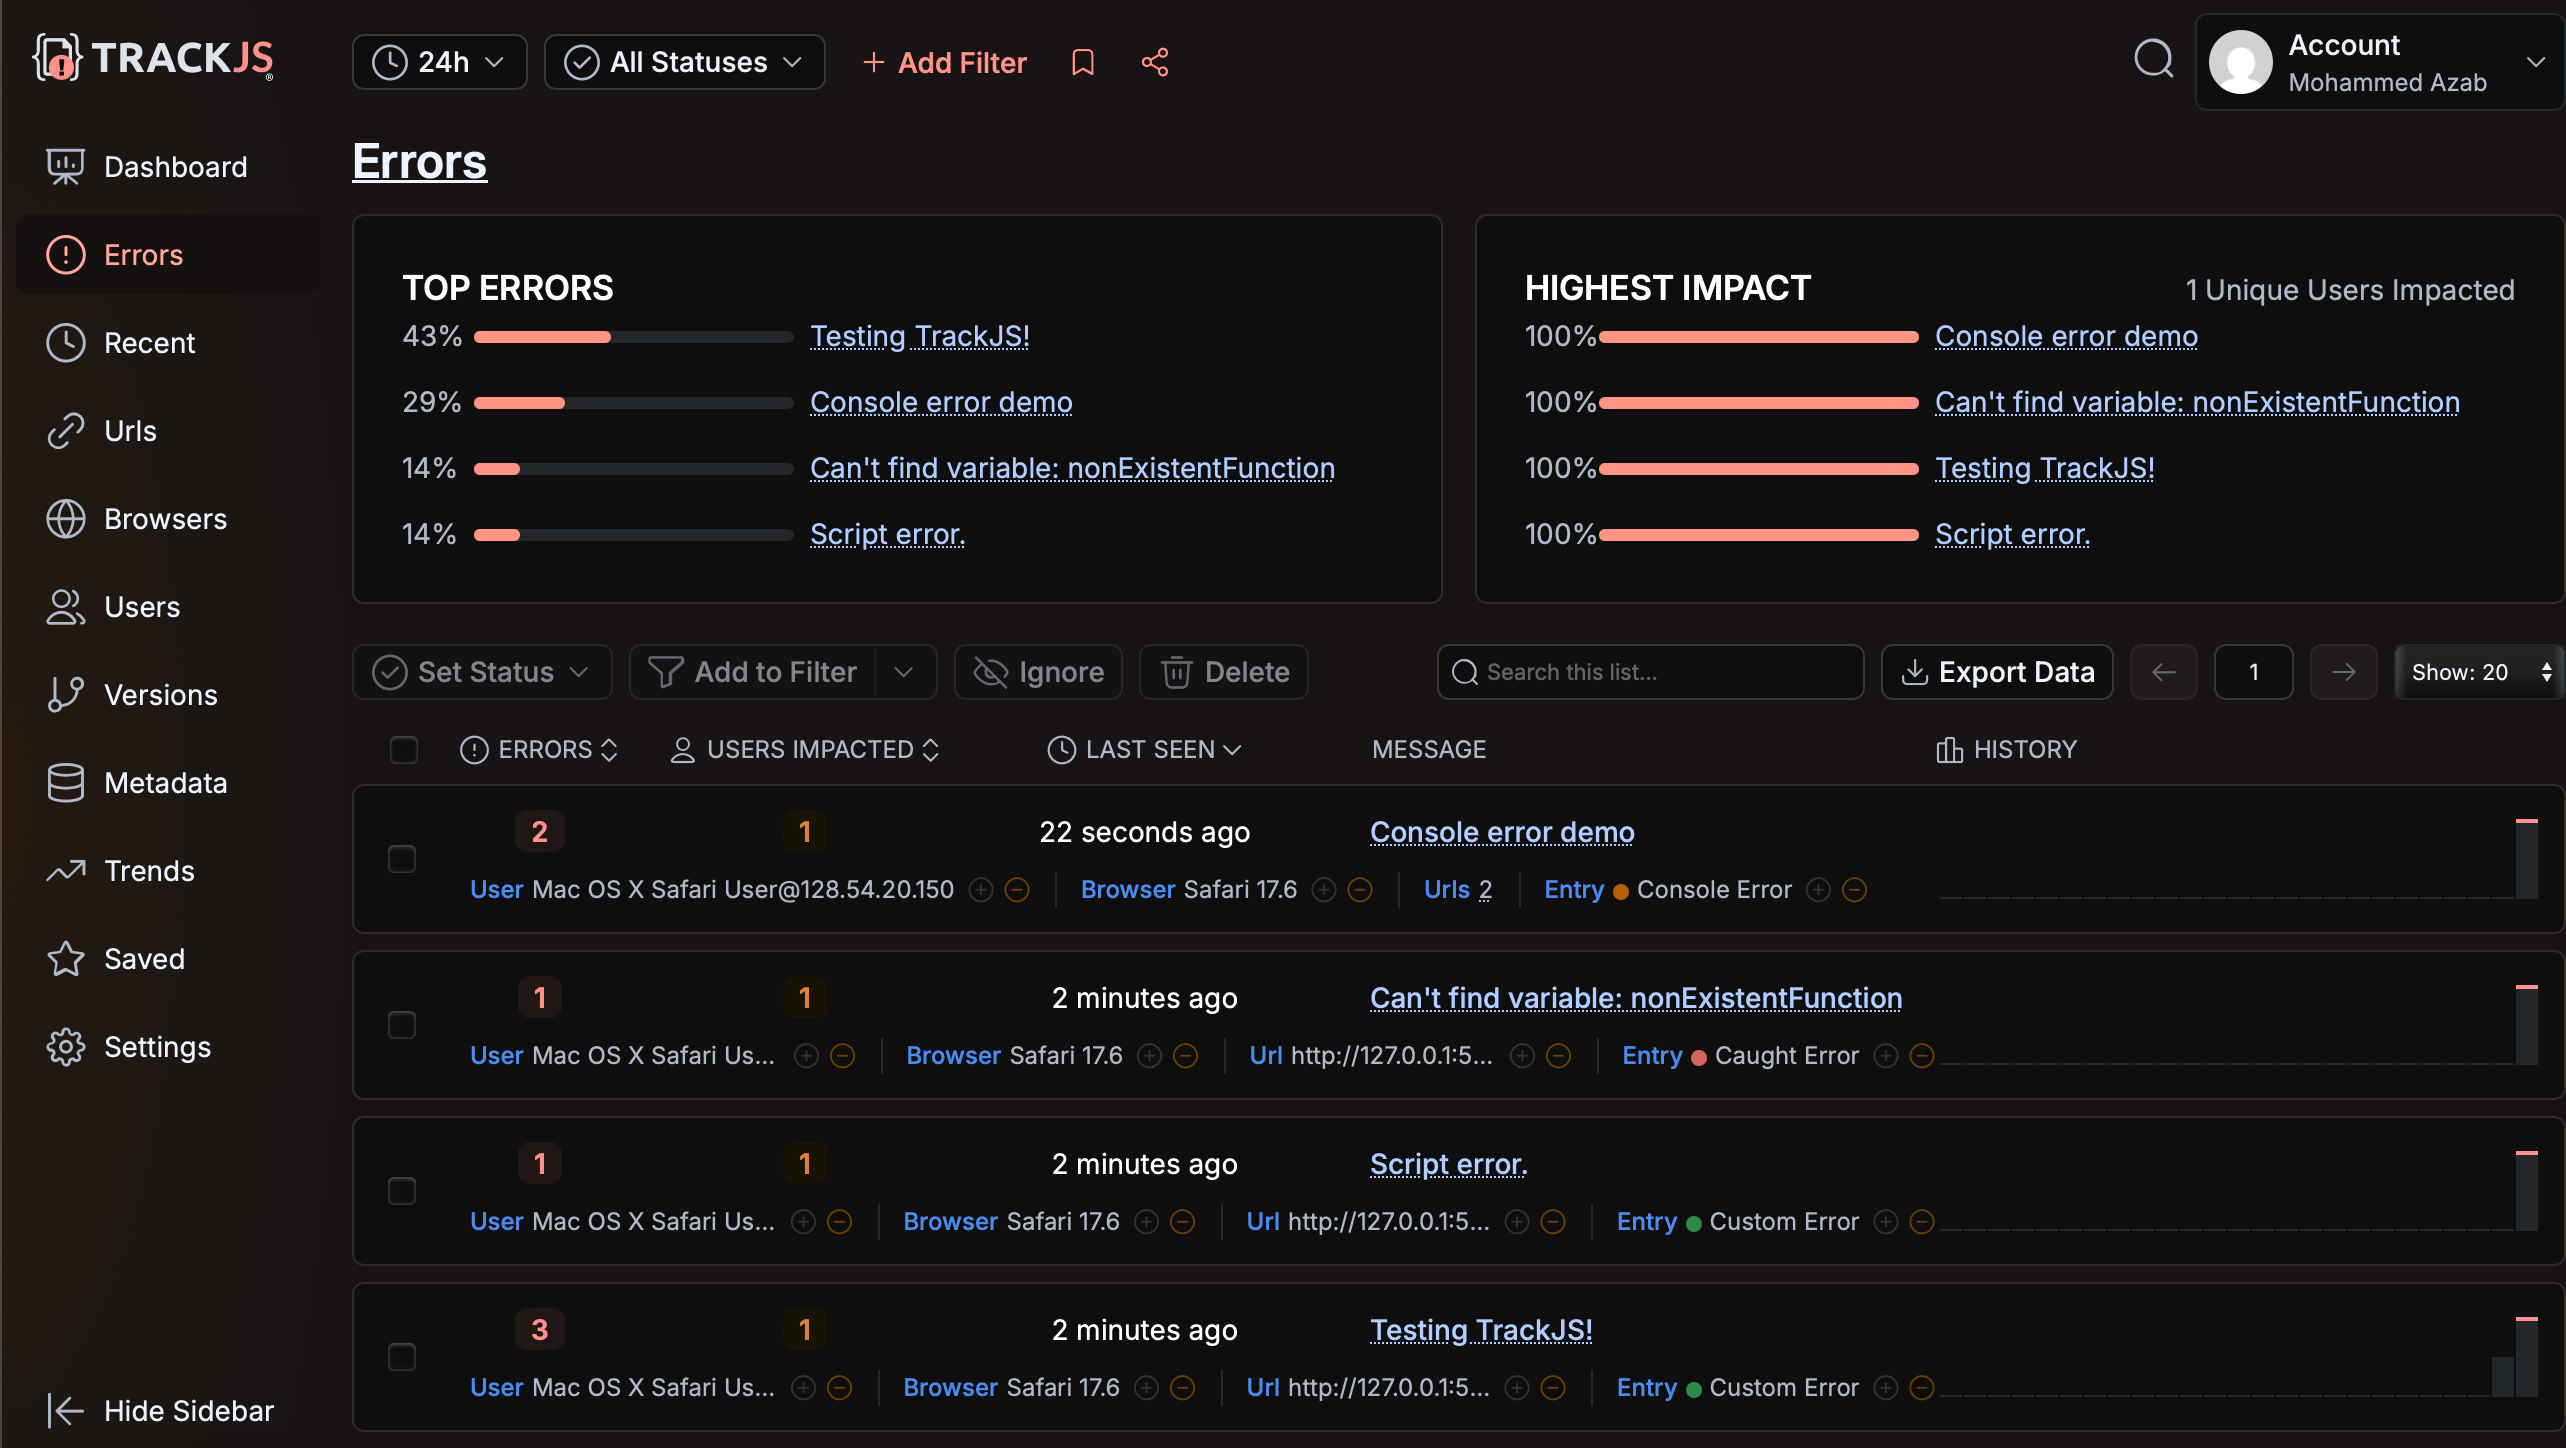 TRACKJS®
24h
All Statuses
+ Add Filter
Account
Mohammed Azab
Dashboard
Errors
Recent
Urls
Browsers
Users
Versions
Metadata
Trends
Saved
Settings
Hide Sidebar
Errors
TOP ERRORS
43% Testing TrackJS!
29% Console error demo
14% Can't find variable: nonExistentFunction
14% Script error.
HIGHEST IMPACT
1 Unique Users Impacted
100% Console error demo
100% Can't find variable: nonExistentFunction
100% Testing TrackJS!
100% Script error.
Set Status
Add to Filter
Ignore
Delete
Search this list...
Export Data
1
Show: 20
ERRORS USERS IMPACTED LAST SEEN MESSAGE HISTORY
2 1 22 seconds ago Console error demo
User Mac OS X Safari User@128.54.20.150 Browser Safari 17.6 Urls 2 Entry Console Error
1 1 2 minutes ago Can't find variable: nonExistentFunction
User Mac OS X Safari Us... Browser Safari 17.6 Url http://127.0.0.1:5... Entry Caught Error
1 1 2 minutes ago Script error.
User Mac OS X Safari Us... Browser Safari 17.6 Url http://127.0.0.1:5... Entry Custom Error
3 1 2 minutes ago Testing TrackJS!
User Mac OS X Safari Us... Browser Safari 17.6 Url http://127.0.0.1:5... Entry Custom Error